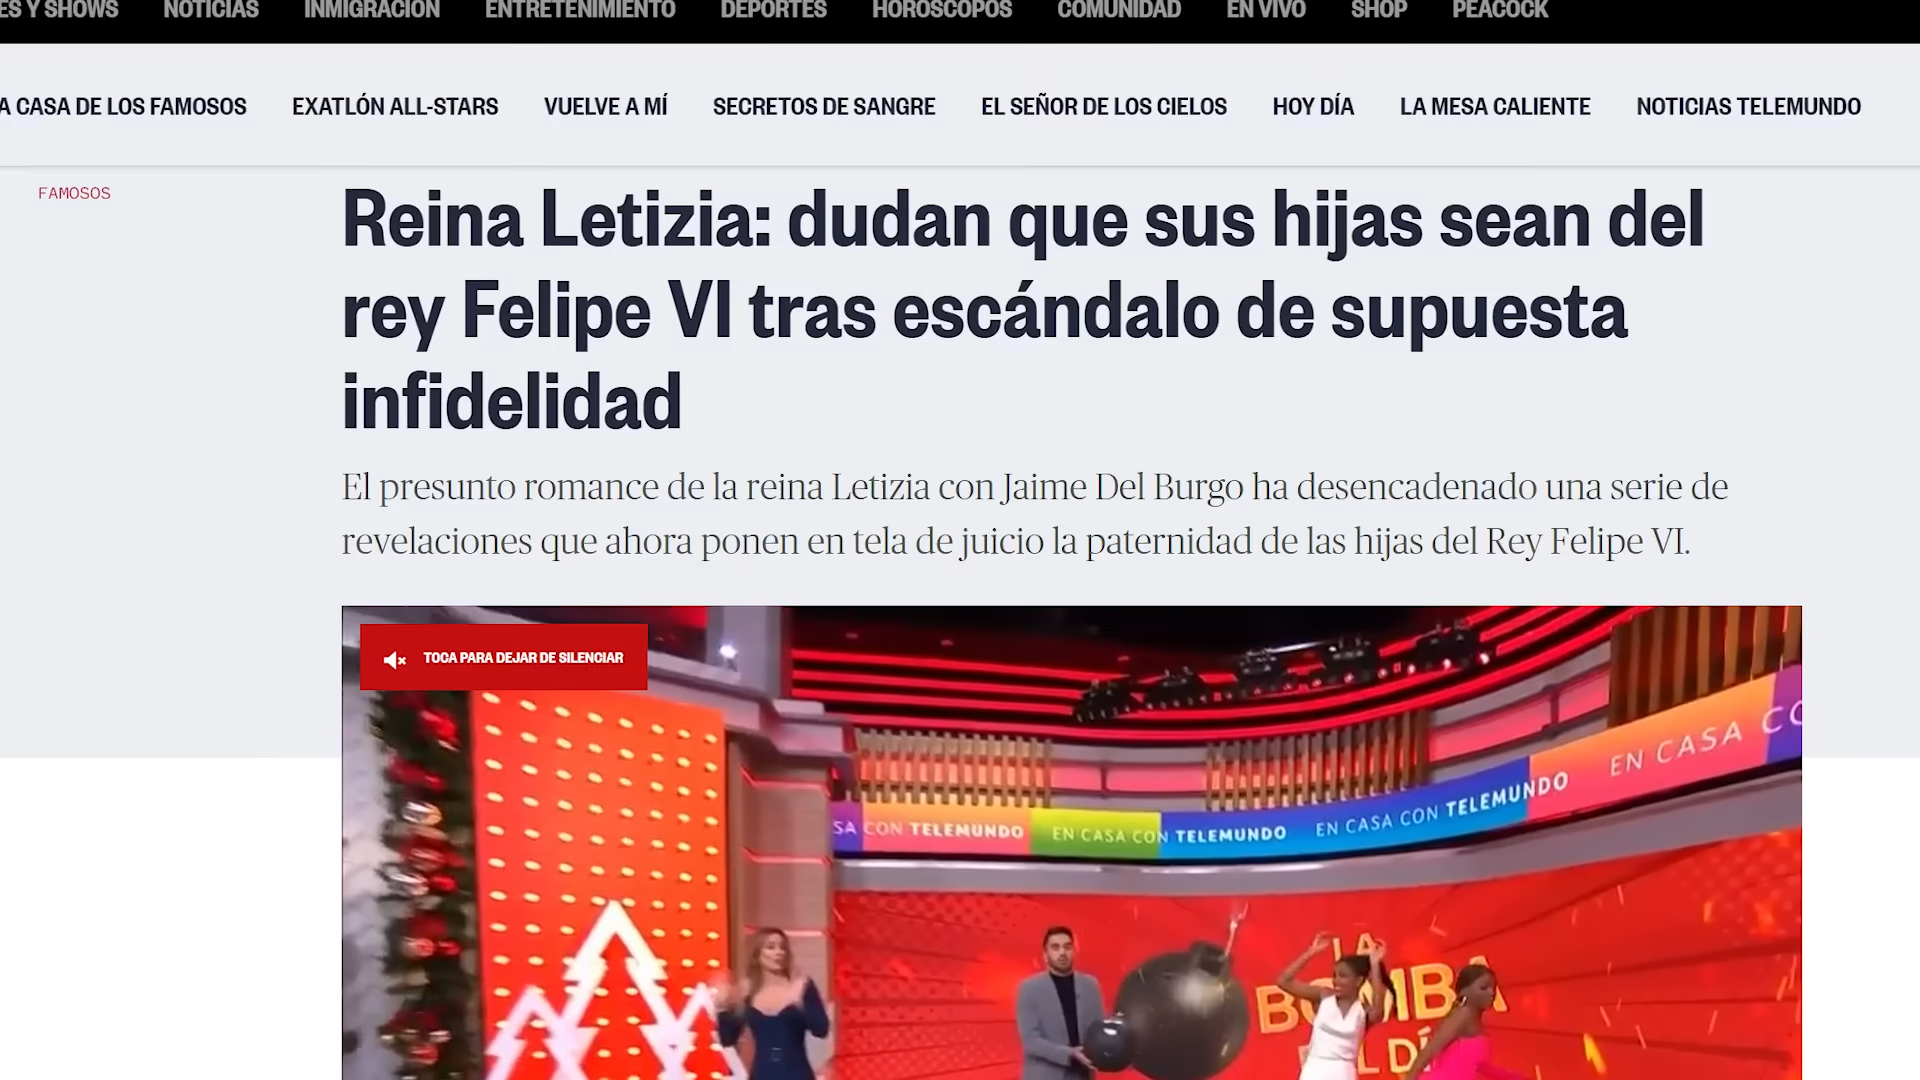 ES Y SHOWS NOTICIAS INMIGRACIÓN ENTRETENIMIENTO DEPORTES HORÓSCOPOS COMUNIDAD EN VIVO SHOP PEACOCK
A CASA DE LOS FAMOSOS EXATLÓN ALL-STARS VUELVE A MÍ SECRETOS DE SANGRE EL SEÑOR DE LOS CIELOS HOY DÍA LA MESA CALIENTE NOTICIAS TELEMUNDO
FAMOSOS
Reina Letizia: dudan que sus hijas sean del
rey Felipe VI tras escándalo de supuesta
infidelidad
El presunto romance de la reina Letizia con Jaime Del Burgo ha desencadenado una serie de
revelaciones que ahora ponen en tela de juicio la paternidad de las hijas del Rey Felipe VI.
TOCA PARA DEJAR DE SILENCIAR
SA CON TELEMUNDO EN CASA CON TELEMUNDO EN CASA CON TELEMUNDO EN CASA CO
LA
BOMBA